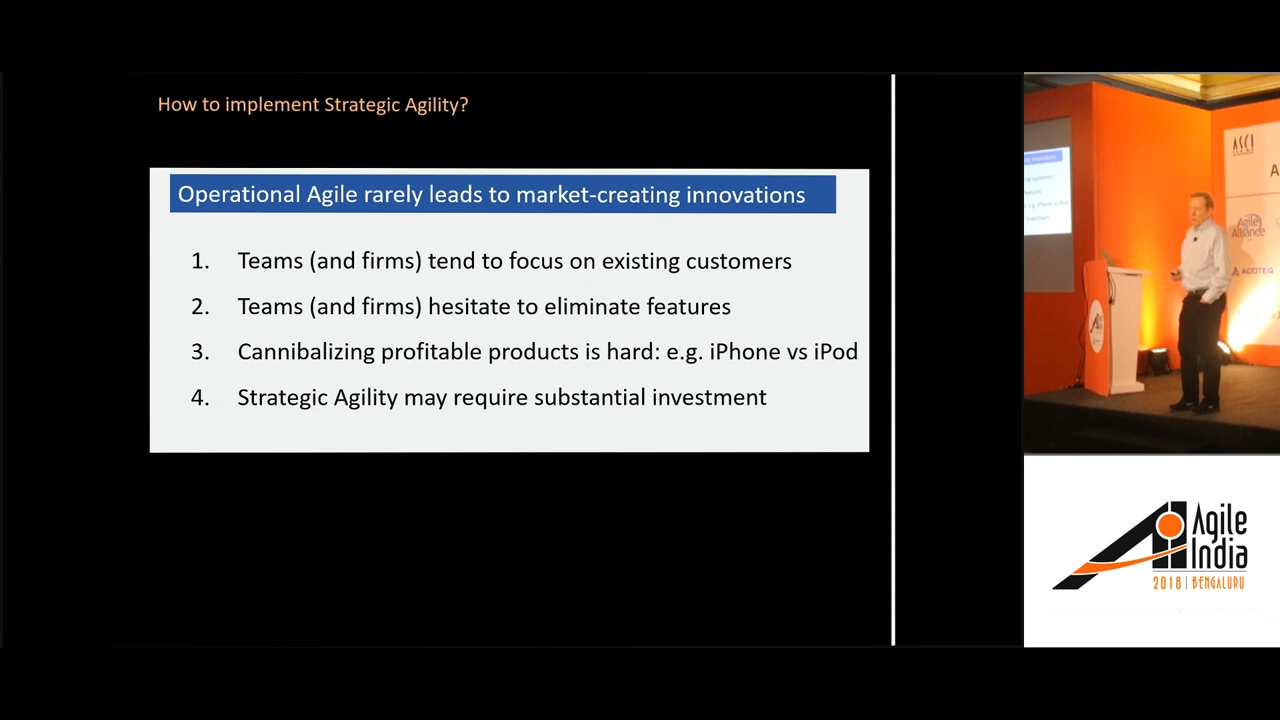 How to implement Strategic Agility?
Operational Agile rarely leads to market-creating innovations
1. Teams (and firms) tend to focus on existing customers
2. Teams (and firms) hesitate to eliminate features
3. Cannibalizing profitable products is hard: e.g. iPhone vs iPod
4. Strategic Agility may require substantial investment
ASCI
A
Agile
Alliance
ADDTEQ
Agile
India
2018 | BENGALURU